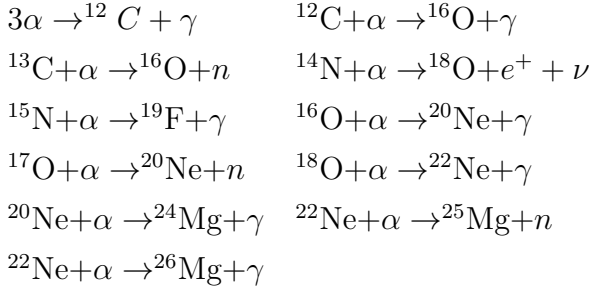 3α →¹² C + γ ¹²C+α →¹⁶O+γ
¹³C+α →¹⁶O+n ¹⁴N+α →¹⁸O+e⁺ + ν
¹⁵N+α →¹⁹F+γ ¹⁶O+α →²⁰Ne+γ
¹⁷O+α →²⁰Ne+n ¹⁸O+α →²²Ne+γ
²⁰Ne+α →²⁴Mg+γ ²²Ne+α →²⁵Mg+n
²²Ne+α →²⁶Mg+γ